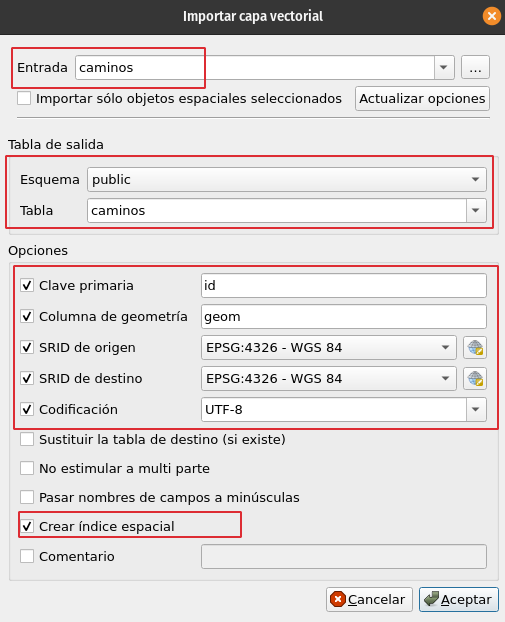 Importar capa vectorial
Entrada caminos ...
Importar sólo objetos espaciales seleccionados Actualizar opciones
Tabla de salida
Esquema public
Tabla caminos
Opciones
Clave primaria id
Columna de geometría geom
SRID de origen EPSG:4326 - WGS 84
SRID de destino EPSG:4326 - WGS 84
Codificación UTF-8
Sustituir la tabla de destino (si existe)
No estimular a multi parte
Pasar nombres de campos a minúsculas
Crear índice espacial
Comentario
Cancelar Aceptar